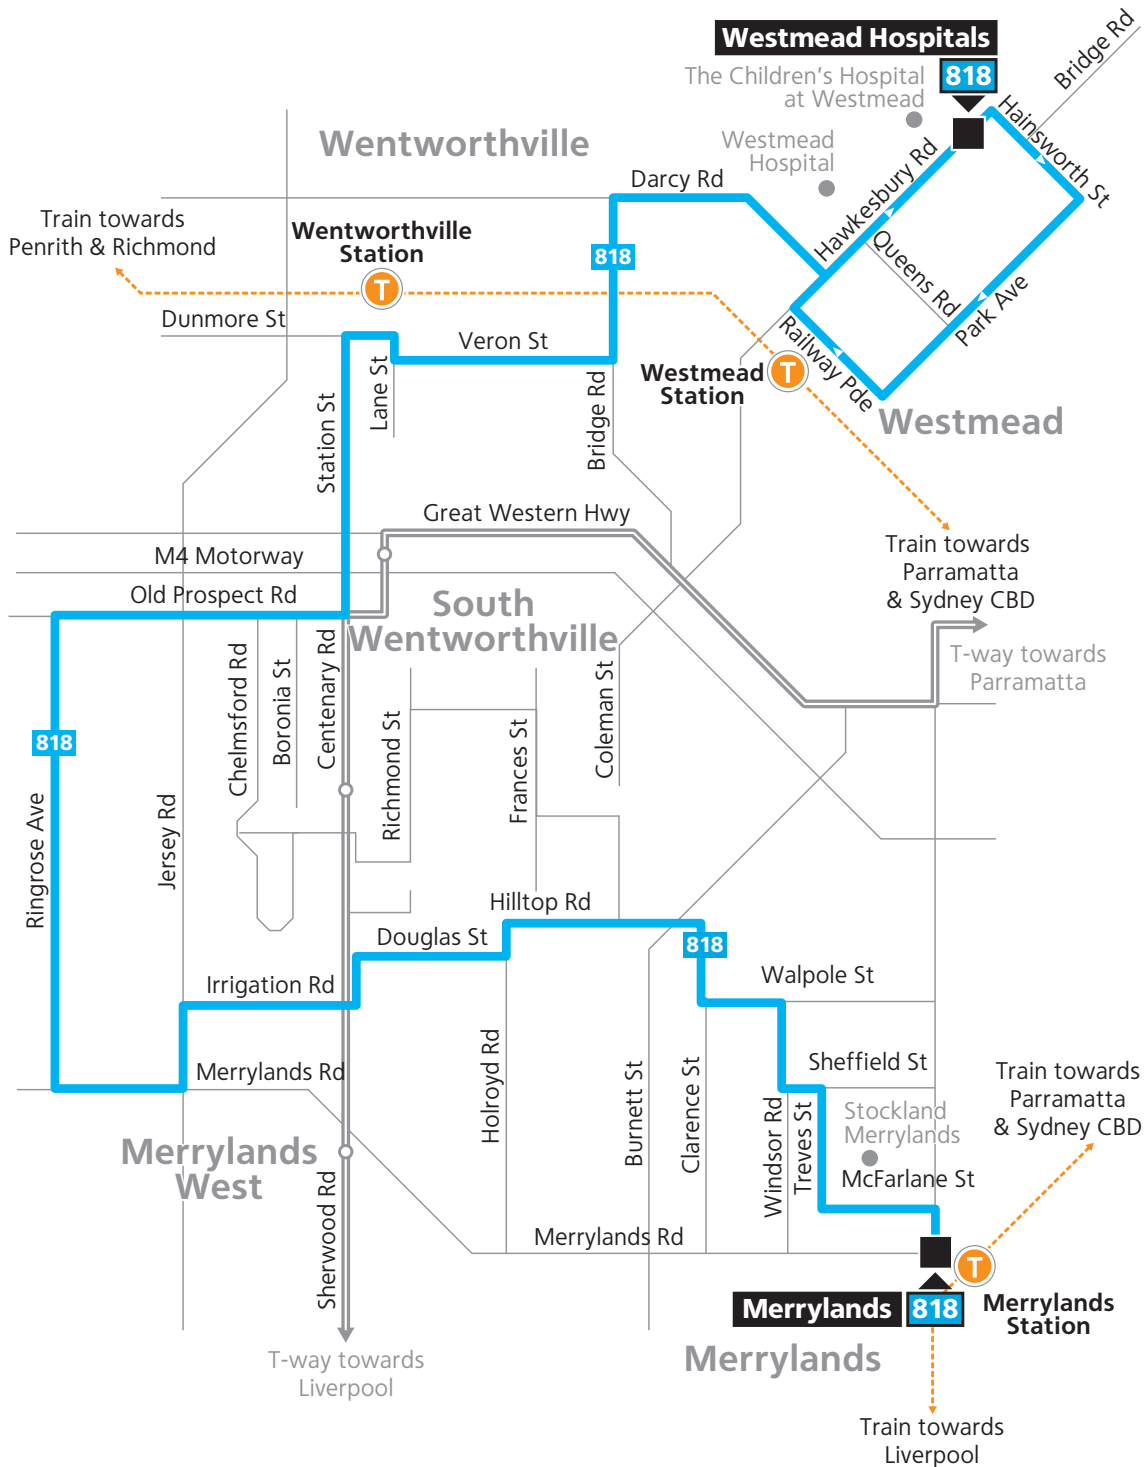 Westmead Hospitals
818
The Children's Hospital
at Westmead
Bridge Rd
Hainsworth St
Westmead
Hospital
Wentworthville
Darcy Rd
Hawkesbury Rd
Queens Rd
Park Ave
Train towards
Penrith & Richmond
Wentworthville
Station
818
T
Dunmore St
Veron St
Lane St
Station St
Bridge Rd
Railway Pde
Westmead
Station
T
Westmead
Great Western Hwy
M4 Motorway
Old Prospect Rd
Train towards
Parramatta
& Sydney CBD
South
Wentworthville
T-way towards
Parramatta
Chelmsford Rd
Boronia St
Centenary Rd
Richmond St
Frances St
Coleman St
818
Ringrose Ave
Jersey Rd
Hilltop Rd
Douglas St
818
Irrigation Rd
Walpole St
Merrylands Rd
Holroyd Rd
Burnett St
Clarence St
Windsor Rd
Treves St
Sheffield St
Train towards
Parramatta
& Sydney CBD
Stockland
Merrylands
McFarlane St
Merrylands
West
Sherwood Rd
Merrylands Rd
T
Merrylands
818
Merrylands
Station
Merrylands
T-way towards
Liverpool
Train towards
Liverpool